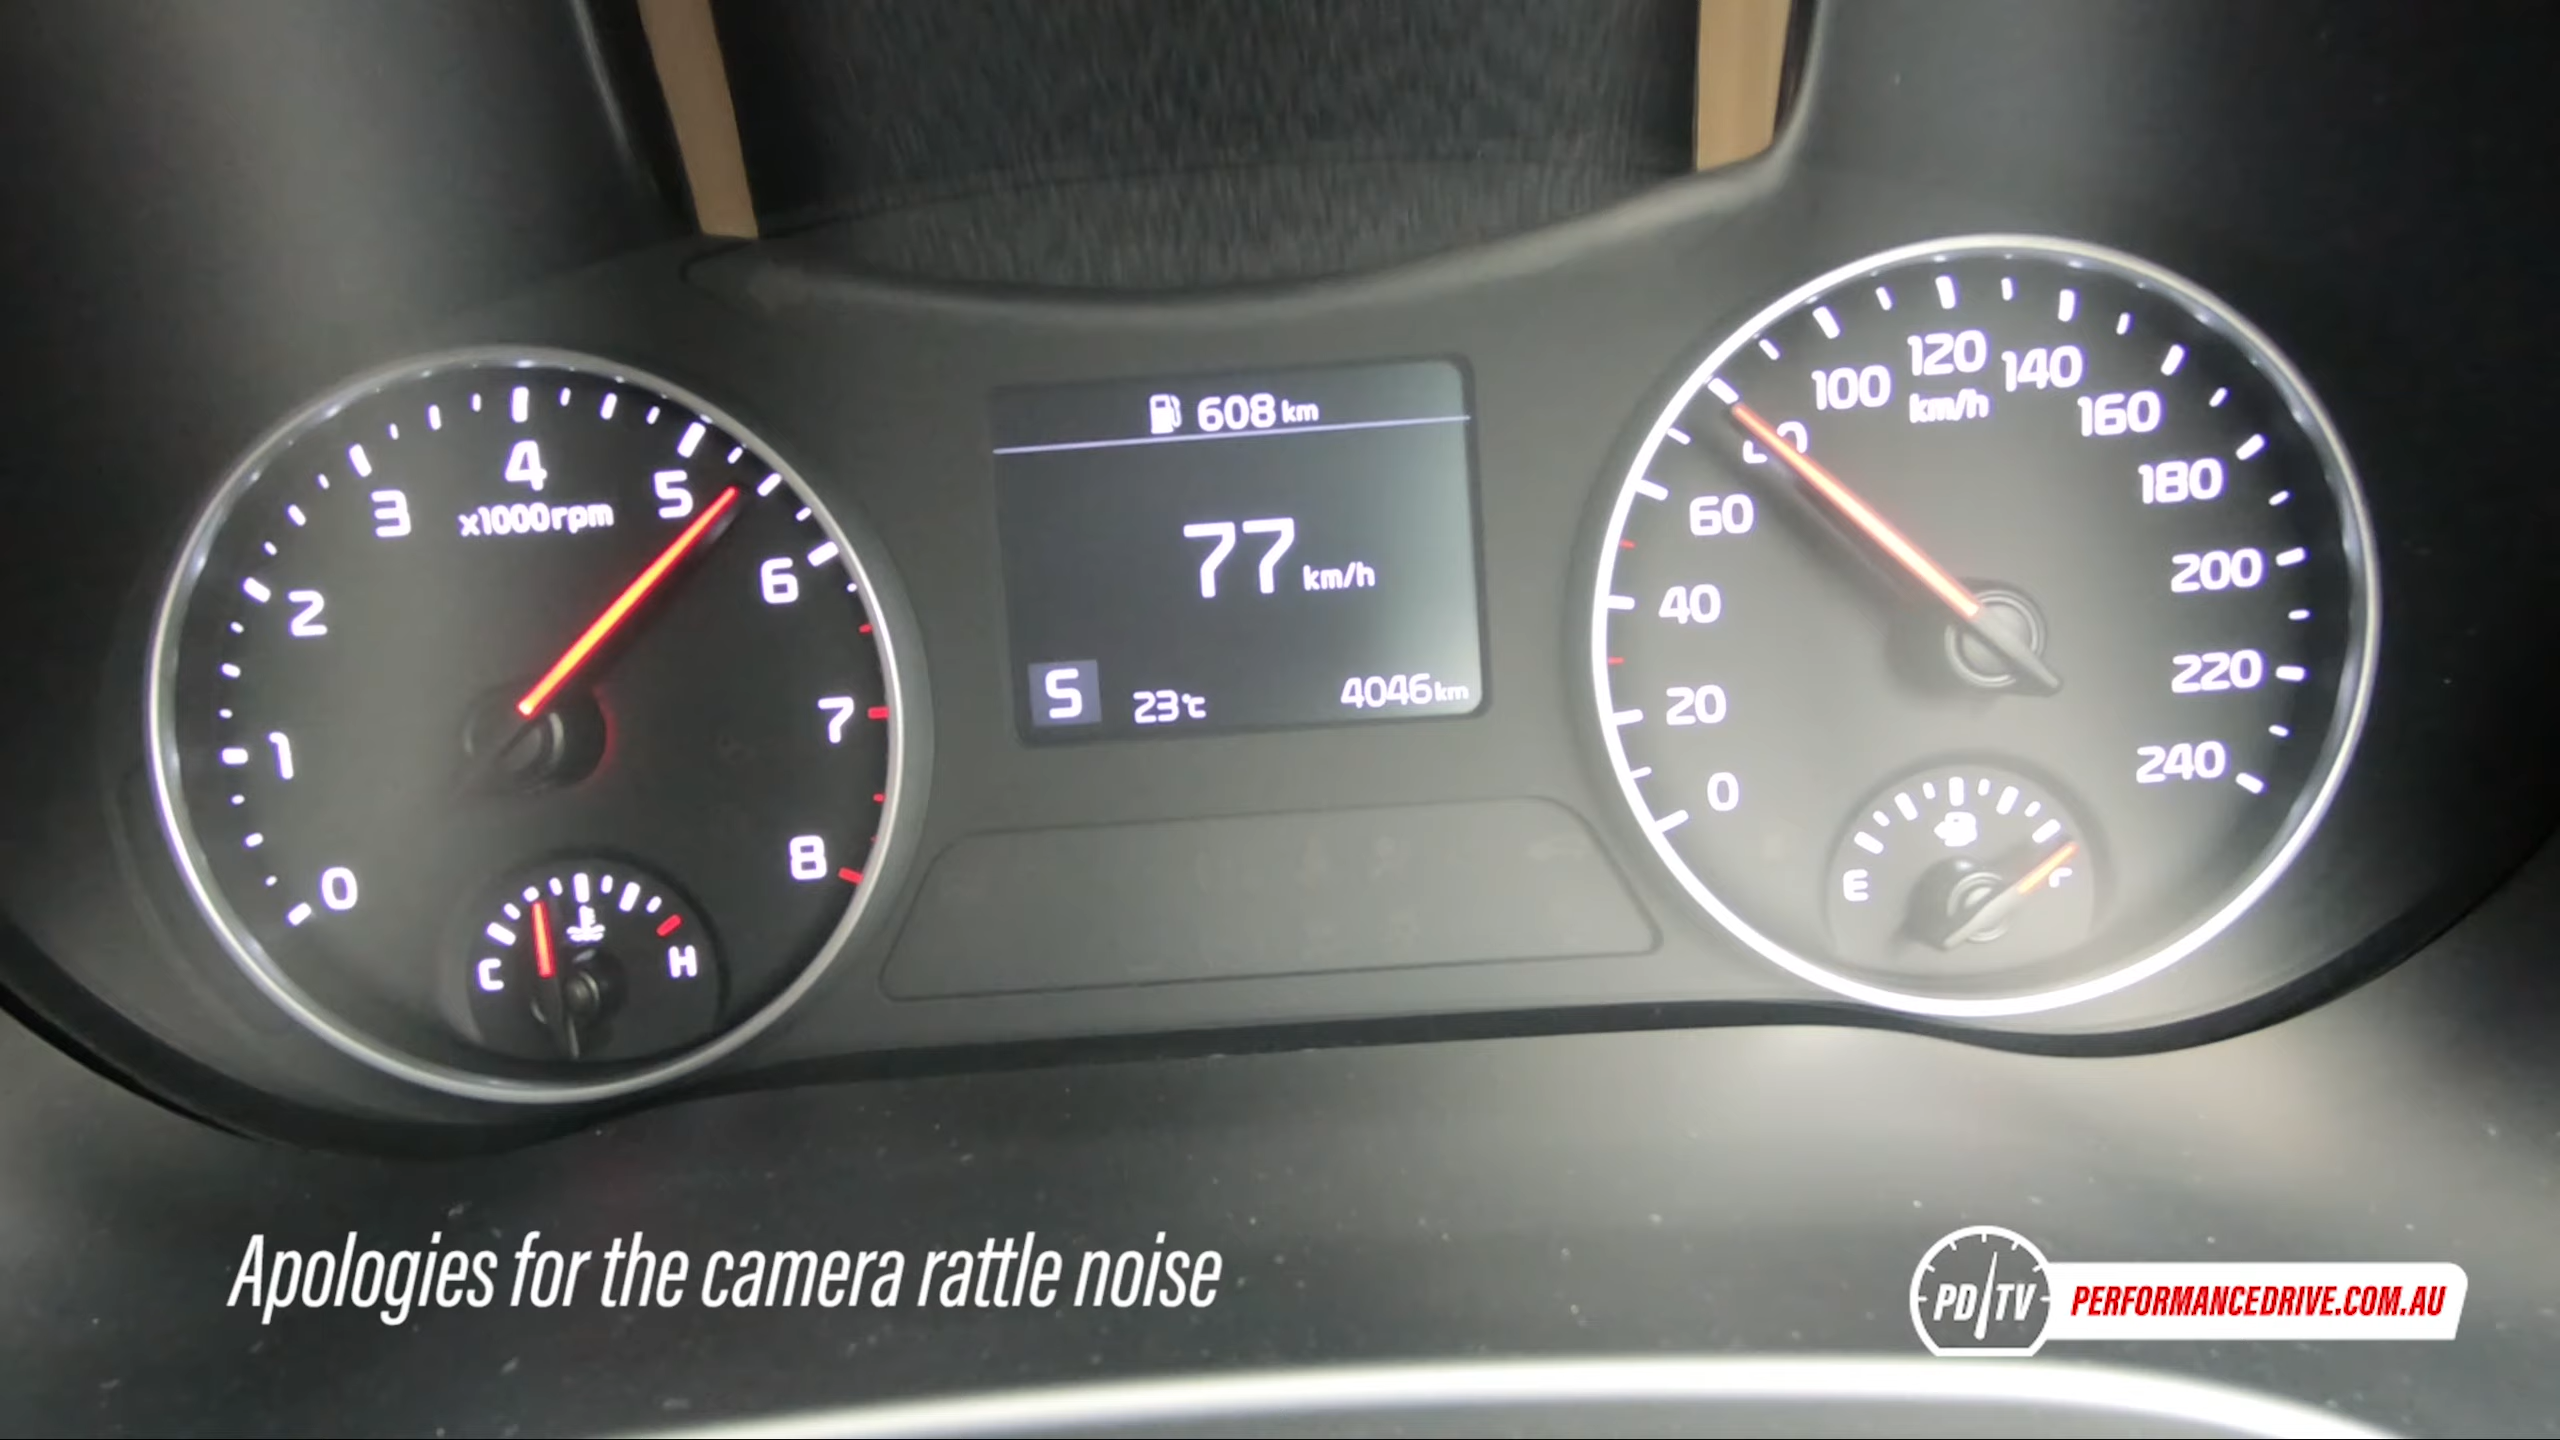 608 km
77 km/h
S 23°C 4046 km
0
1
2
3
4
5
6
7
8
x1000rpm
C H
0
20
40
60
100
120
140
160
180
200
220
240
km/h
E
Apologies for the camera rattle noise
PD TV PERFORMANCEDRIVE.COM.AU